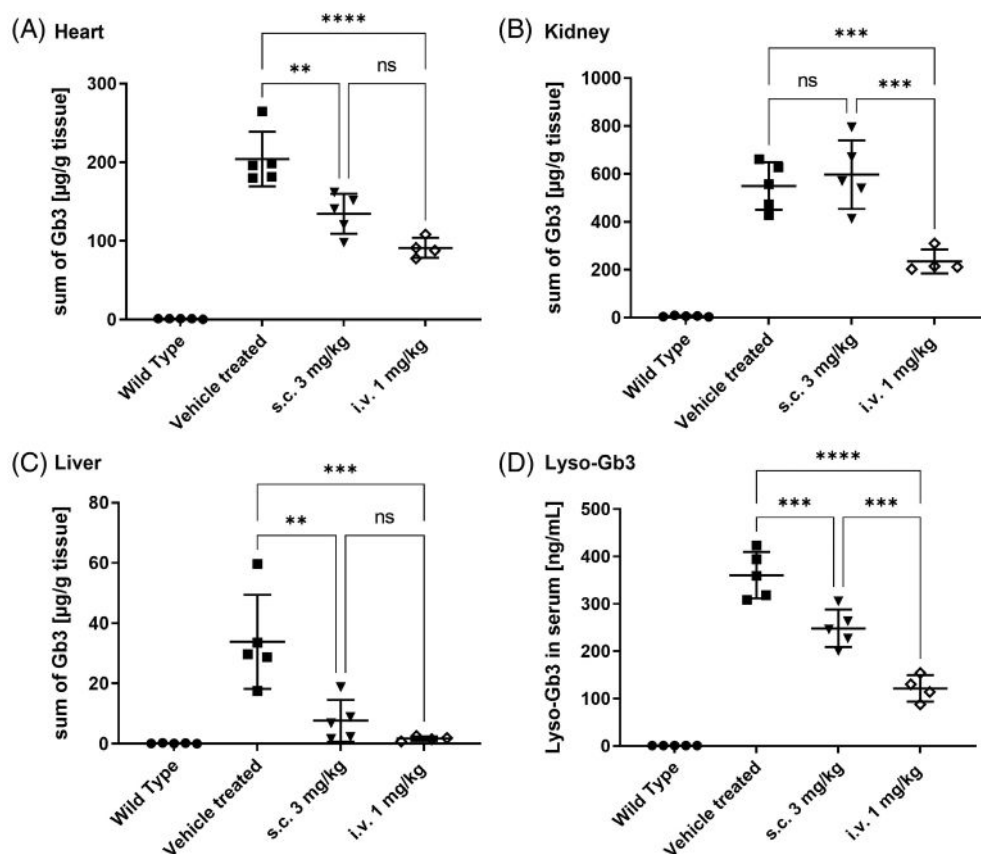 (A) Heart
****
**
ns
sum of Gb3 [µg/g tissue]
300
200
100
0
Wild Type
Vehicle treated
s.c. 3 mg/kg
i.v. 1 mg/kg
(B) Kidney
***
ns
***
sum of Gb3 [µg/g tissue]
1000
800
600
400
200
0
Wild Type
Vehicle treated
s.c. 3 mg/kg
i.v. 1 mg/kg
(C) Liver
***
**
ns
sum of Gb3 [µg/g tissue]
80
60
40
20
0
Wild Type
Vehicle treated
s.c. 3 mg/kg
i.v. 1 mg/kg
(D) Lyso-Gb3
****
***
***
Lyso-Gb3 in serum [ng/mL]
500
400
300
200
100
0
Wild Type
Vehicle treated
s.c. 3 mg/kg
i.v. 1 mg/kg